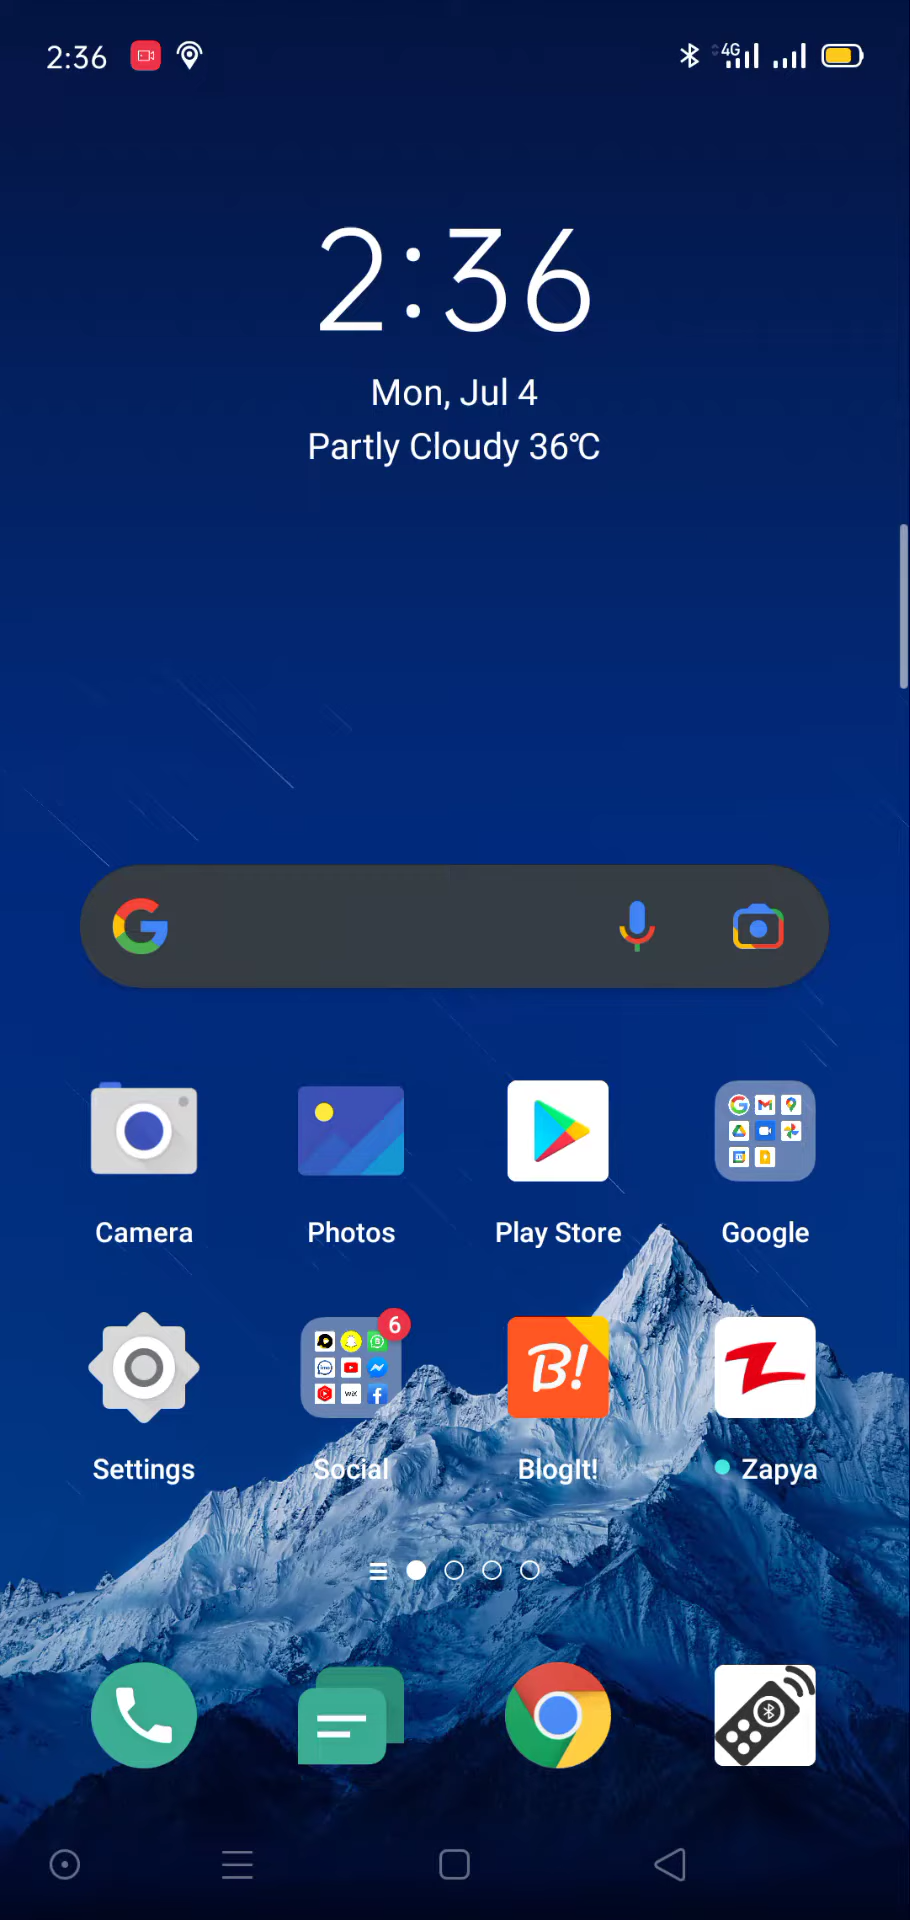 2:36
4G
2:36
Mon, Jul 4
Partly Cloudy 36℃
Camera
Photos
Play Store
Google
6
B!
Settings
Social
BlogIt!
Zapya